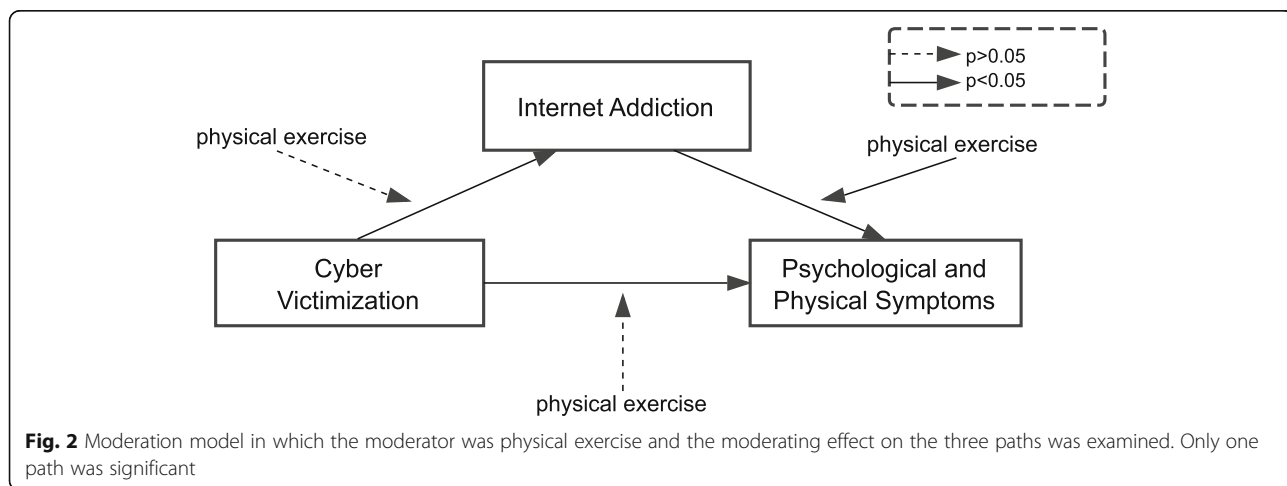 p>0.05
p<0.05
Internet Addiction
physical exercise
physical exercise
Cyber
Victimization
Psychological and
Physical Symptoms
physical exercise
Fig. 2 Moderation model in which the moderator was physical exercise and the moderating effect on the three paths was examined. Only one
path was significant